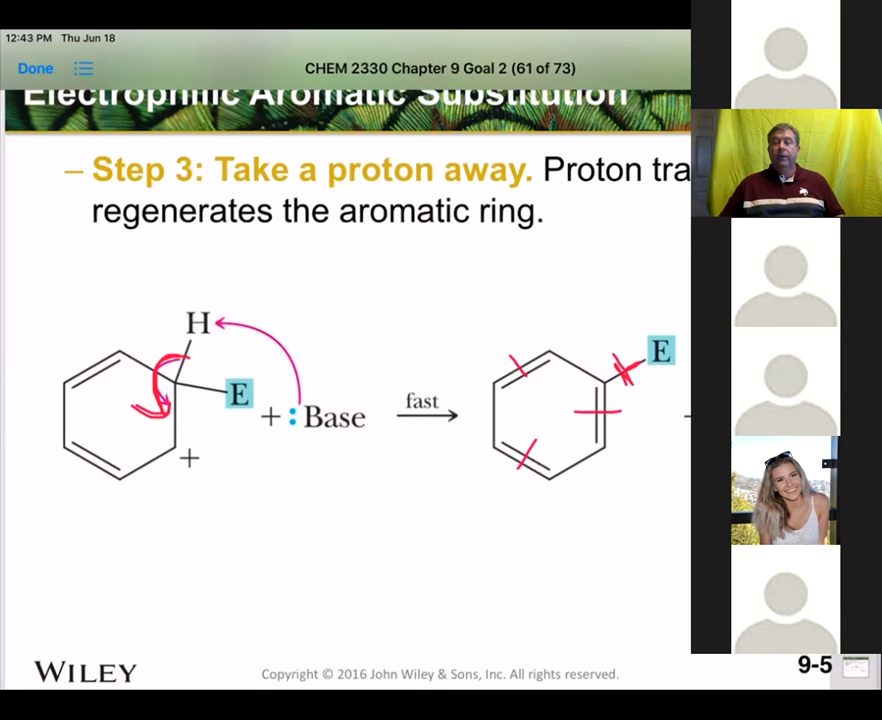 12:43 PM Thu Jun 18
Done
CHEM 2330 Chapter 9 Goal 2 (61 of 73)
Electrophilic Aromatic Substitution
– Step 3: Take a proton away. Proton tra
regenerates the aromatic ring.
H
E
E
+ : Base
fast
+
WILEY
Copyright © 2016 John Wiley & Sons, Inc. All rights reserved.
9-5